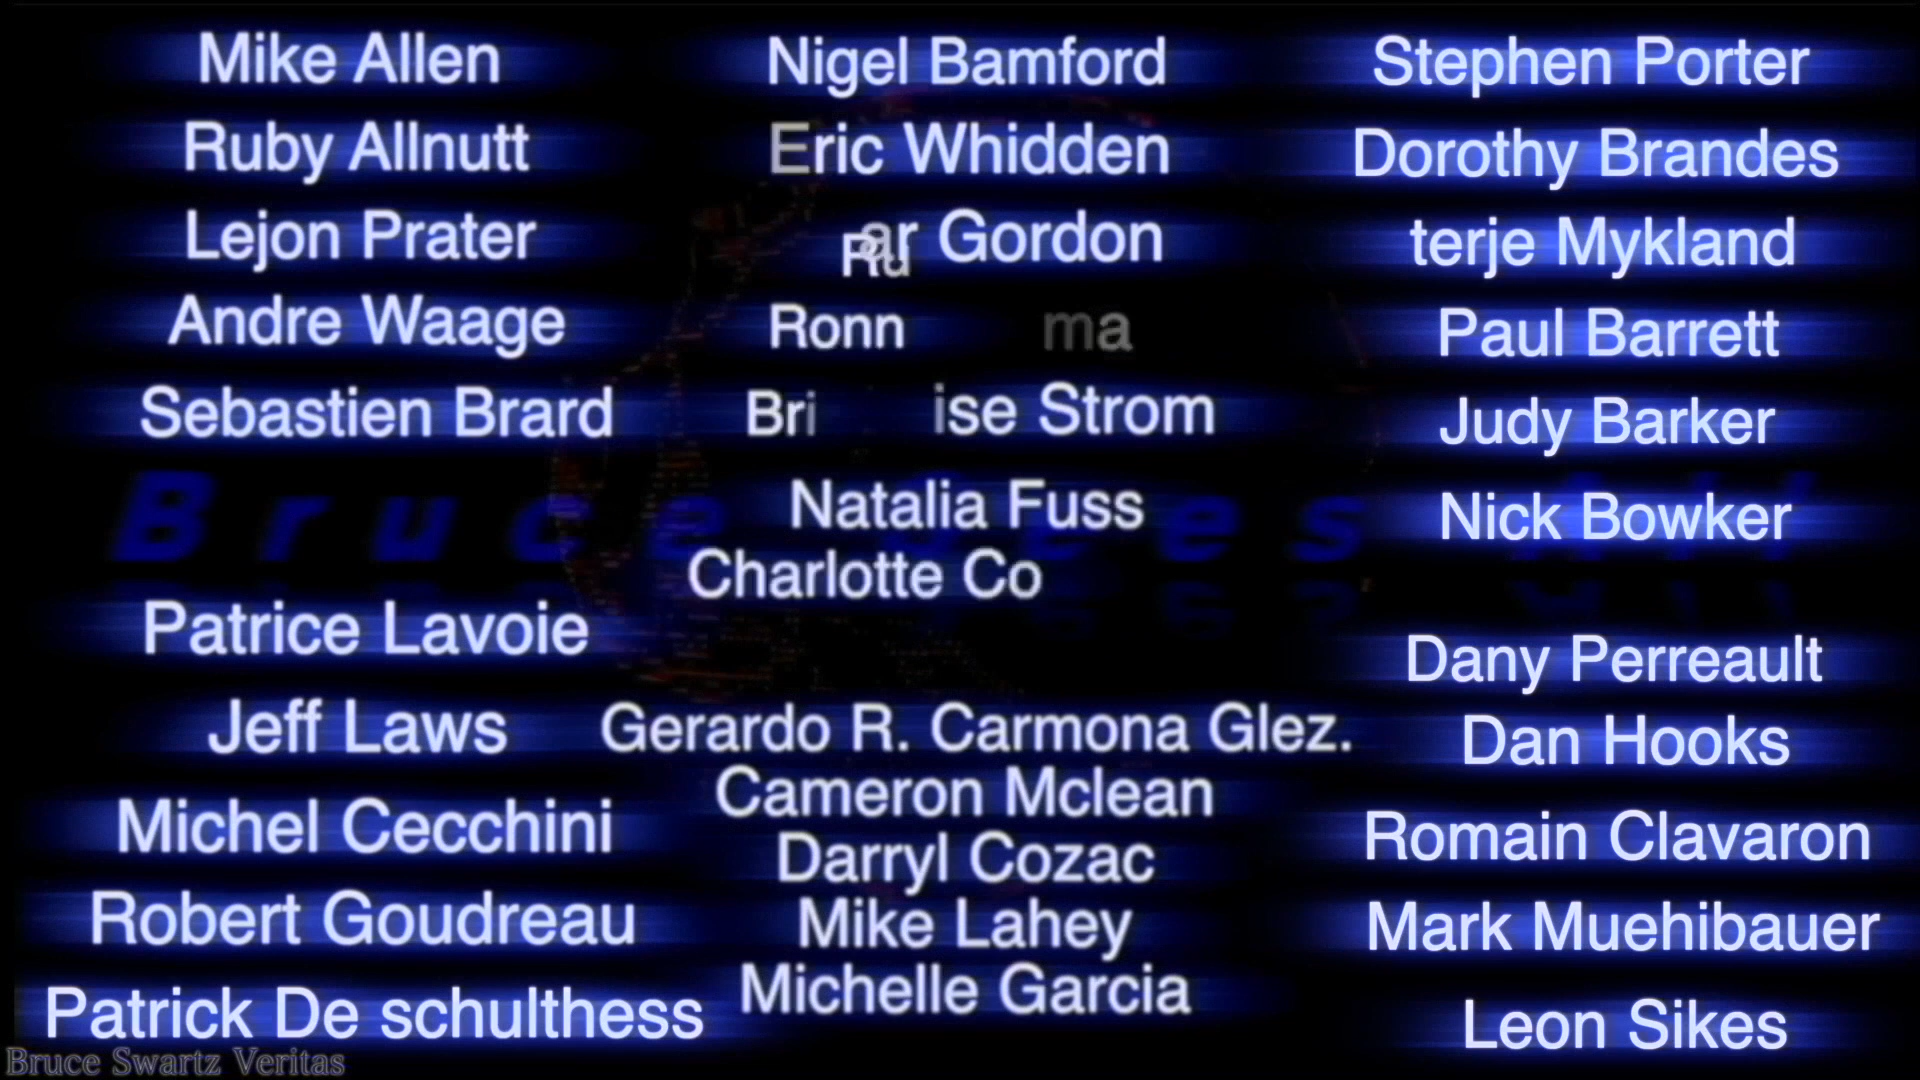 Mike Allen
Ruby Allnutt
Lejon Prater
Andre Waage
Sebastien Brard
Patrice Lavoie
Jeff Laws
Michel Cecchini
Robert Goudreau
Patrick De schulthess
Nigel Bamford
Eric Whidden
Gordon
Ronn
Bri ise Strom
Natalia Fuss
Charlotte Co
Gerardo R. Carmona Glez.
Cameron Mclean
Darryl Cozac
Mike Lahey
Michelle Garcia
Stephen Porter
Dorothy Brandes
terje Mykland
Paul Barrett
Judy Barker
Nick Bowker
Dany Perreault
Dan Hooks
Romain Clavaron
Mark Muehibauer
Leon Sikes
Bruce Sees All
Bruce Swartz Veritas